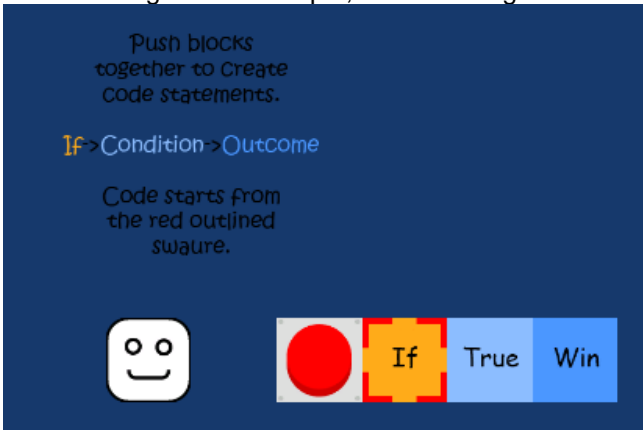 Push blocks
together to create
code statements.
If->Condition->Outcome
Code starts from
the red outlined
swaure.
If True Win